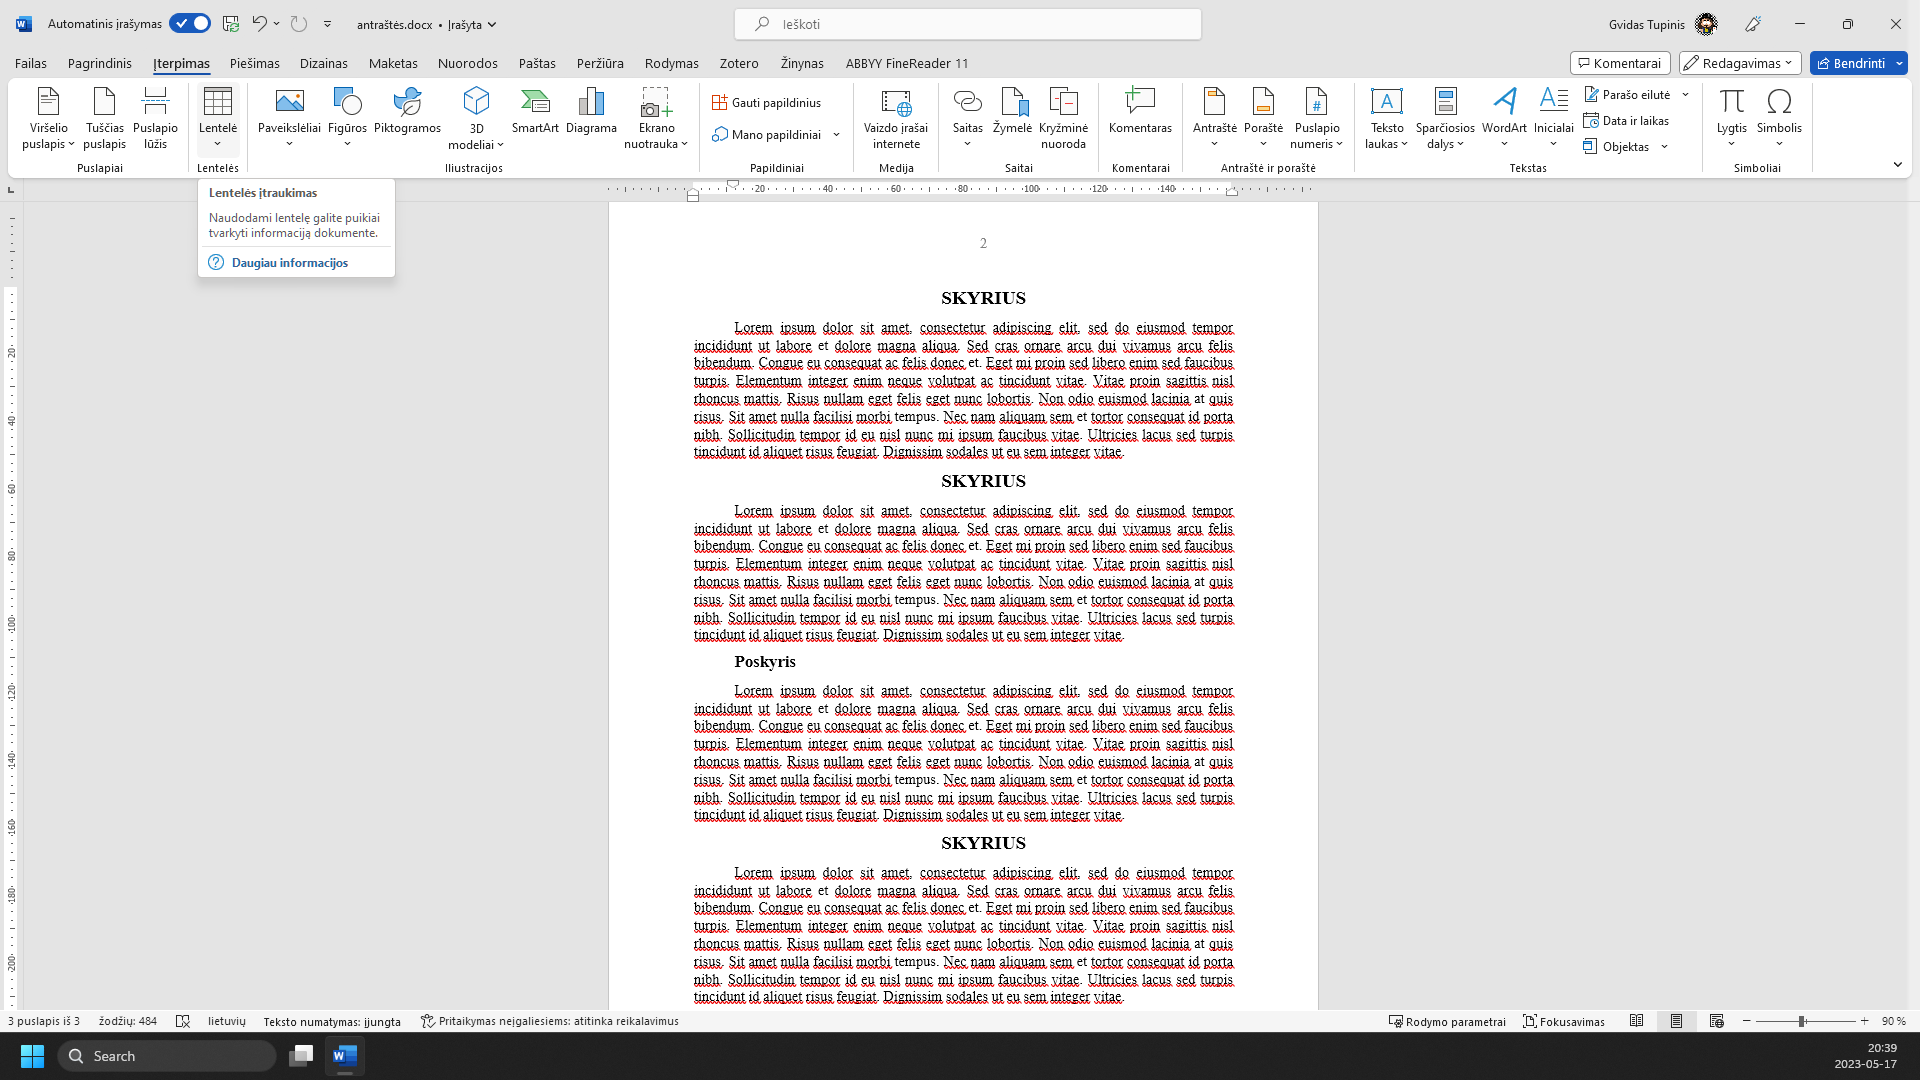 Automatinis įrašymas
antraštės.docx • Įrašyta
Ieškoti
Gvidas Tupinis
Failas Pagrindinis Įterpimas Piešimas Dizainas Maketas Nuorodos Paštas Peržiūra Rodymas Zotero Žinynas ABBYY FineReader 11
Komentarai Redagavimas Bendrinti
Viršelio puslapis
Tuščias puslapis
Puslapio lūžis
Puslapiai
Lentelė
Lentelės
Paveikslėliai
Figūros
Piktogramos
3D modeliai
SmartArt
Diagrama
Ekrano nuotrauka
Iliustracijos
Gauti papildinius
Mano papildiniai
Papildiniai
Vaizdo įrašai internete
Medija
Saitas
Žymelė
Kryžminė nuoroda
Saitai
Komentaras
Komentarai
Antraštė
Poraštė
Puslapio numeris
Antraštė ir poraštė
Teksto laukas
Sparčiosios dalys
WordArt
Inicialai
Parašo eilutė
Data ir laikas
Objektas
Tekstas
Lygtis
Simbolis
Simboliai
Lentelės įtraukimas
Naudodami lentelę galite puikiai
tvarkyti informaciją dokumente.
Daugiau informacijos
20 40 60 80 100 120 140
20
40
60
80
100
120
140
160
180
200
2
SKYRIUS
Lorem ipsum dolor sit amet, consectetur adipiscing elit, sed do eiusmod tempor
incididunt ut labore et dolore magna aliqua. Sed cras ornare arcu dui vivamus arcu felis
bibendum. Congue eu consequat ac felis donec et. Eget mi proin sed libero enim sed faucibus
turpis. Elementum integer enim neque volutpat ac tincidunt vitae. Vitae proin sagittis nisl
rhoncus mattis. Risus nullam eget felis eget nunc lobortis. Non odio euismod lacinia at quis
risus. Sit amet nulla facilisi morbi tempus. Nec nam aliquam sem et tortor consequat id porta
nibh. Sollicitudin tempor id eu nisl nunc mi ipsum faucibus vitae. Ultricies lacus sed turpis
tincidunt id aliquet risus feugiat. Dignissim sodales ut eu sem integer vitae.
SKYRIUS
Lorem ipsum dolor sit amet, consectetur adipiscing elit, sed do eiusmod tempor
incididunt ut labore et dolore magna aliqua. Sed cras ornare arcu dui vivamus arcu felis
bibendum. Congue eu consequat ac felis donec et. Eget mi proin sed libero enim sed faucibus
turpis. Elementum integer enim neque volutpat ac tincidunt vitae. Vitae proin sagittis nisl
rhoncus mattis. Risus nullam eget felis eget nunc lobortis. Non odio euismod lacinia at quis
risus. Sit amet nulla facilisi morbi tempus. Nec nam aliquam sem et tortor consequat id porta
nibh. Sollicitudin tempor id eu nisl nunc mi ipsum faucibus vitae. Ultricies lacus sed turpis
tincidunt id aliquet risus feugiat. Dignissim sodales ut eu sem integer vitae.
Poskyris
Lorem ipsum dolor sit amet, consectetur adipiscing elit, sed do eiusmod tempor
incididunt ut labore et dolore magna aliqua. Sed cras ornare arcu dui vivamus arcu felis
bibendum. Congue eu consequat ac felis donec et. Eget mi proin sed libero enim sed faucibus
turpis. Elementum integer enim neque volutpat ac tincidunt vitae. Vitae proin sagittis nisl
rhoncus mattis. Risus nullam eget felis eget nunc lobortis. Non odio euismod lacinia at quis
risus. Sit amet nulla facilisi morbi tempus. Nec nam aliquam sem et tortor consequat id porta
nibh. Sollicitudin tempor id eu nisl nunc mi ipsum faucibus vitae. Ultricies lacus sed turpis
tincidunt id aliquet risus feugiat. Dignissim sodales ut eu sem integer vitae.
SKYRIUS
Lorem ipsum dolor sit amet, consectetur adipiscing elit, sed do eiusmod tempor
incididunt ut labore et dolore magna aliqua. Sed cras ornare arcu dui vivamus arcu felis
bibendum. Congue eu consequat ac felis donec et. Eget mi proin sed libero enim sed faucibus
turpis. Elementum integer enim neque volutpat ac tincidunt vitae. Vitae proin sagittis nisl
rhoncus mattis. Risus nullam eget felis eget nunc lobortis. Non odio euismod lacinia at quis
risus. Sit amet nulla facilisi morbi tempus. Nec nam aliquam sem et tortor consequat id porta
nibh. Sollicitudin tempor id eu nisl nunc mi ipsum faucibus vitae. Ultricies lacus sed turpis
tincidunt id aliquet risus feugiat. Dignissim sodales ut eu sem integer vitae.
3 puslapis iš 3 žodžių: 484 lietuvių Teksto numatymas: įjungta Pritaikymas neįgaliesiems: atitinka reikalavimus Rodymo parametrai Fokusavimas 90 %
Search
20:39
2023-05-17